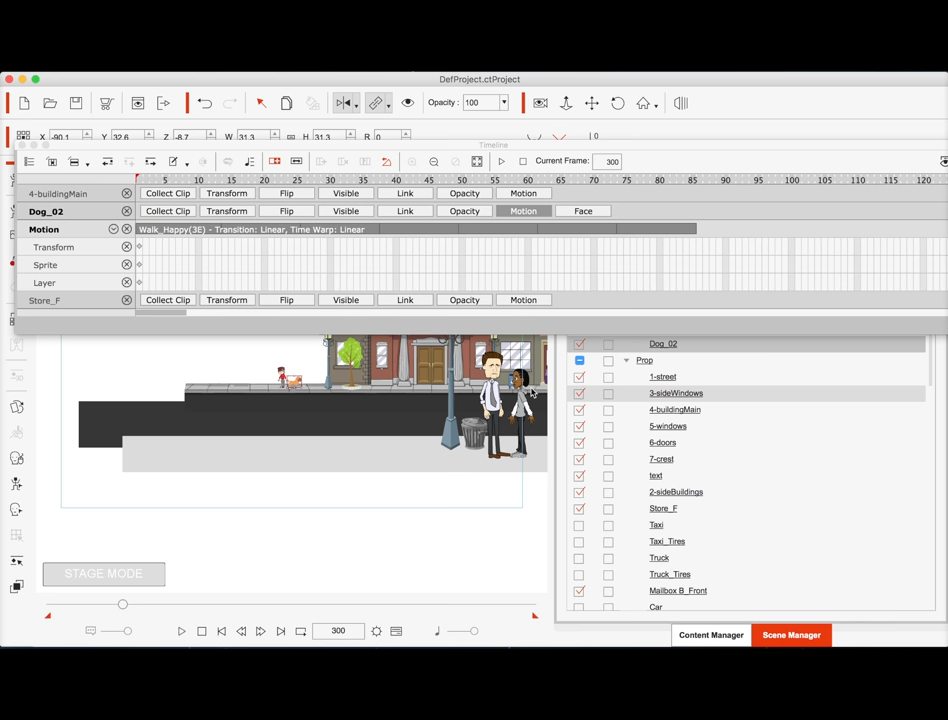 DefProject.ctProject
Opacity : 100
X -90.1 Y 32.6 Z -8.7 W 31.3 H 31.3 R 0
Timeline
Current Frame: 300
5 10 15 20 25 30 35 40 45 50 55 60 65 70 75 80 85 90 95 100 105 110 115 120
4-buildingMain Collect Clip Transform Flip Visible Link Opacity Motion
Dog_02 Collect Clip Transform Flip Visible Link Opacity Motion Face
Motion Walk_Happy(3E) - Transition: Linear, Time Warp: Linear
Transform
Sprite
Layer
Store_F Collect Clip Transform Flip Visible Link Opacity Motion
Dog_02
Prop
1-street
3-sideWindows
4-buildingMain
5-windows
6-doors
7-crest
text
2-sideBuildings
Store_F
Taxi
Taxi_Tires
Truck
Truck_Tires
Mailbox B_Front
Car
STAGE MODE
300
Content Manager Scene Manager